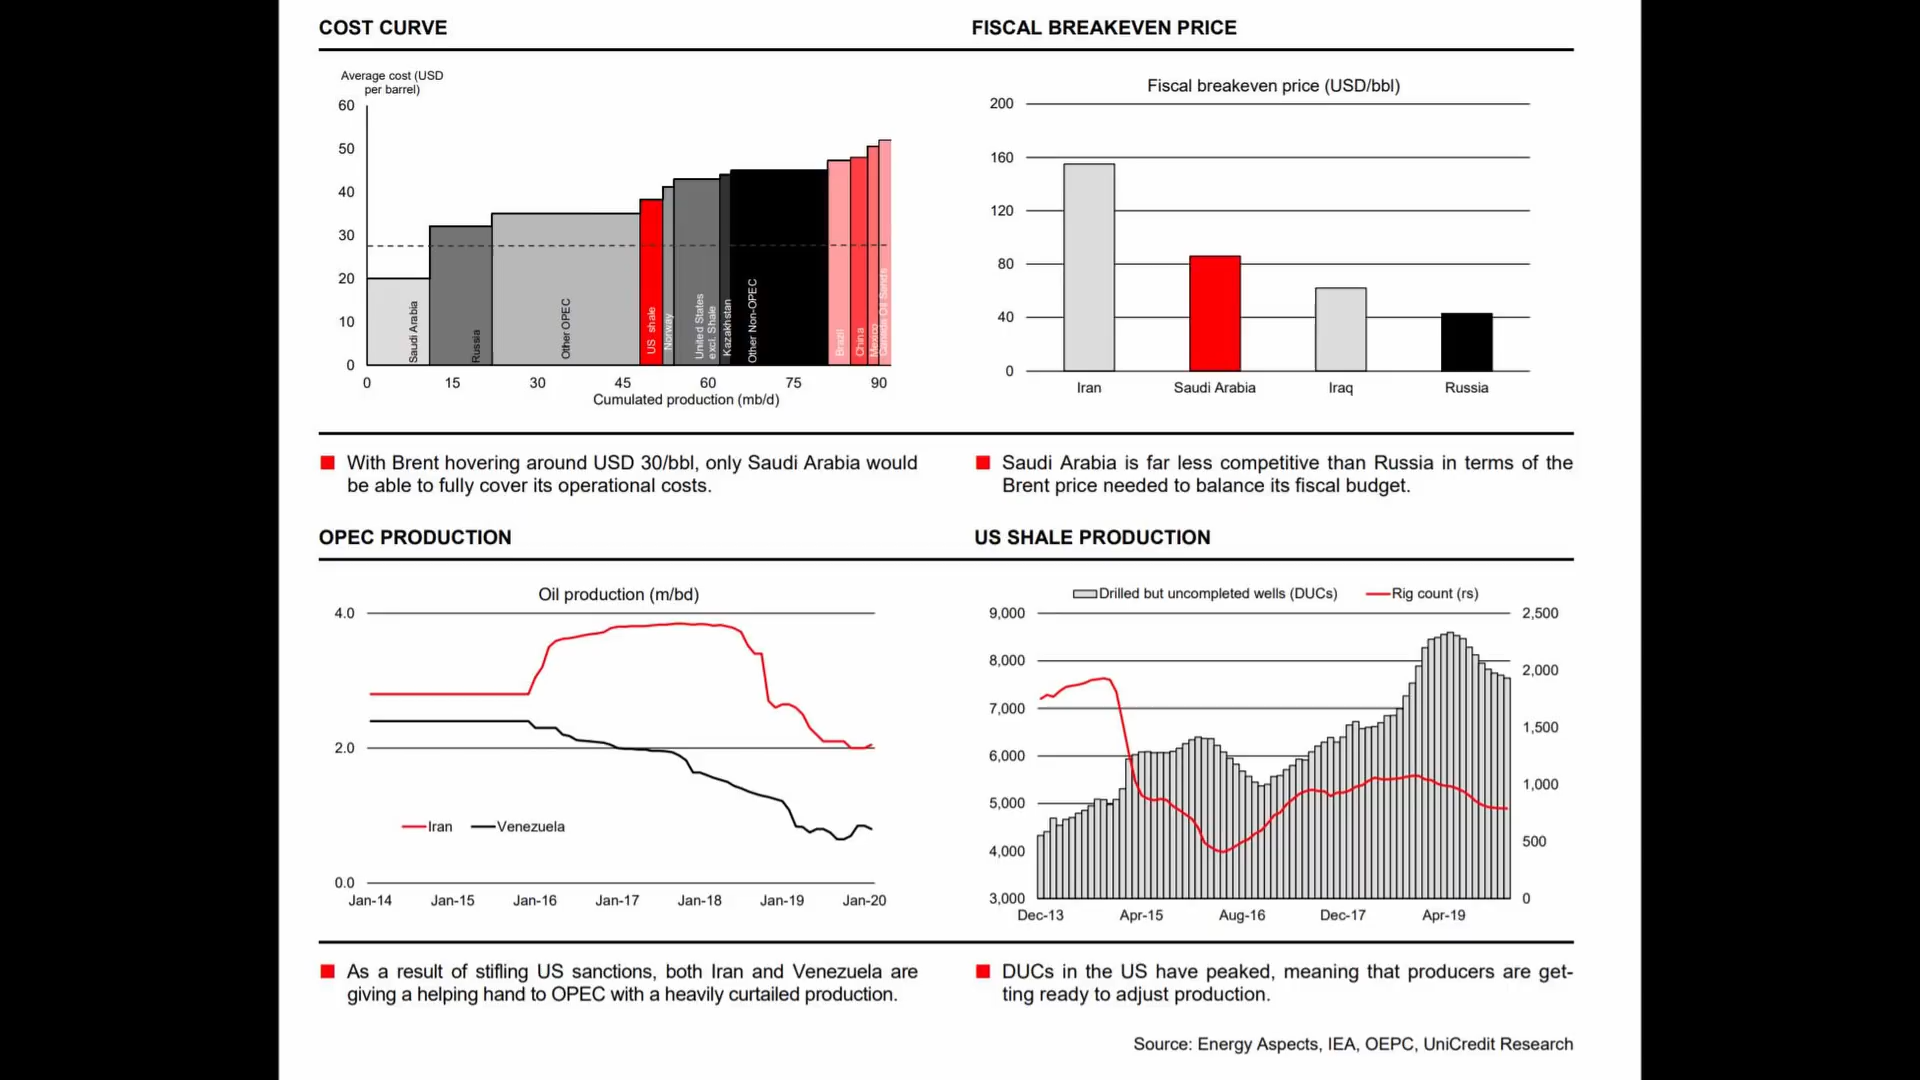 COST CURVE
Average cost (USD
per barrel)
60
50
40
30
20
10
0
Saudi Arabia
Russia
Other OPEC
US shale
Norway
United States
excl. Shale
Kazakhstan
Other Non-OPEC
Brazil
China
Mexico
Canada Oil Sands
0 15 30 45 60 75 90
Cumulated production (mb/d)
With Brent hovering around USD 30/bbl, only Saudi Arabia would
be able to fully cover its operational costs.
FISCAL BREAKEVEN PRICE
Fiscal breakeven price (USD/bbl)
200
160
120
80
40
0
Iran Saudi Arabia Iraq Russia
Saudi Arabia is far less competitive than Russia in terms of the
Brent price needed to balance its fiscal budget.
OPEC PRODUCTION
Oil production (m/bd)
4.0
2.0
Iran Venezuela
0.0
Jan-14 Jan-15 Jan-16 Jan-17 Jan-18 Jan-19 Jan-20
As a result of stifling US sanctions, both Iran and Venezuela are
giving a helping hand to OPEC with a heavily curtailed production.
US SHALE PRODUCTION
Drilled but uncompleted wells (DUCs) Rig count (rs)
9,000
8,000
7,000
6,000
5,000
4,000
3,000
2,500
2,000
1,500
1,000
500
0
Dec-13 Apr-15 Aug-16 Dec-17 Apr-19
DUCs in the US have peaked, meaning that producers are get-
ting ready to adjust production.
Source: Energy Aspects, IEA, OEPC, UniCredit Research